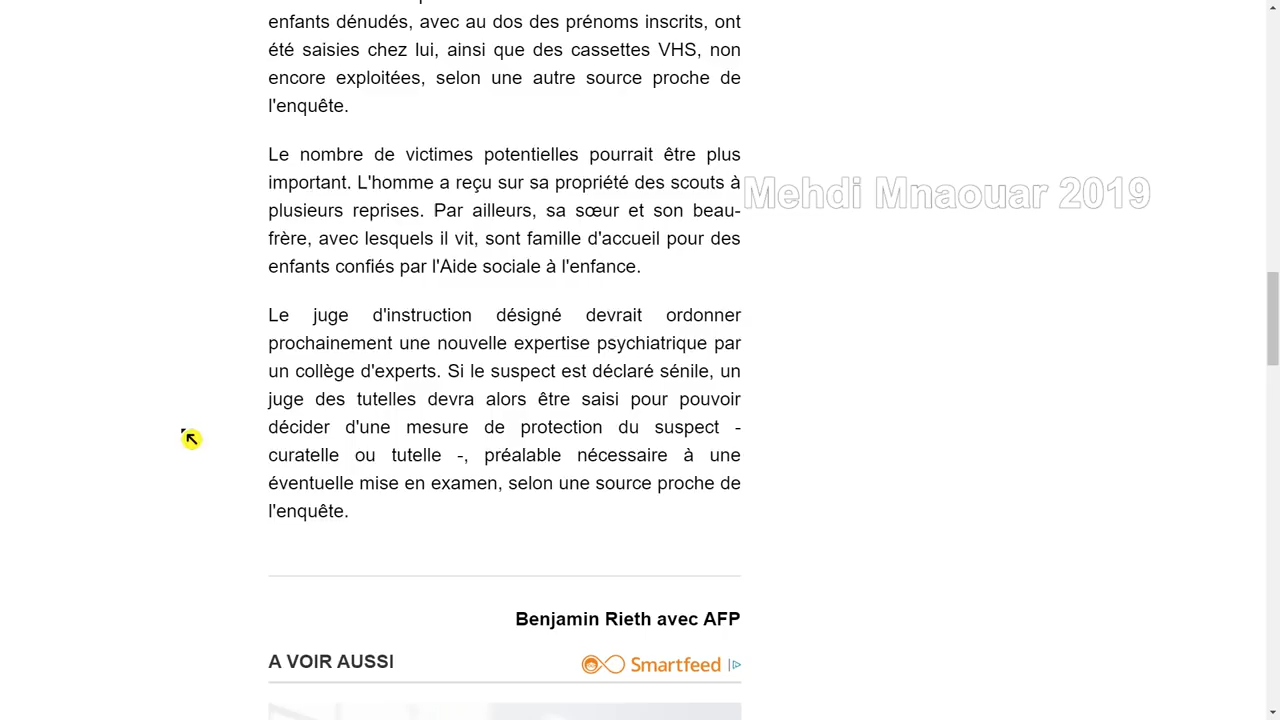 enfants dénudés, avec au dos des prénoms inscrits, ont
été saisies chez lui, ainsi que des cassettes VHS, non
encore exploitées, selon une autre source proche de
l'enquête.
Le nombre de victimes potentielles pourrait être plus
important. L'homme a reçu sur sa propriété des scouts à
plusieurs reprises. Par ailleurs, sa sœur et son beau-
frère, avec lesquels il vit, sont famille d'accueil pour des
enfants confiés par l'Aide sociale à l'enfance.
Mehdi Mnaouar 2019
Le juge d'instruction désigné devrait ordonner
prochainement une nouvelle expertise psychiatrique par
un collège d'experts. Si le suspect est déclaré sénile, un
juge des tutelles devra alors être saisi pour pouvoir
décider d'une mesure de protection du suspect -
curatelle ou tutelle -, préalable nécessaire à une
éventuelle mise en examen, selon une source proche de
l'enquête.
Benjamin Rieth avec AFP
A VOIR AUSSI
Smartfeed